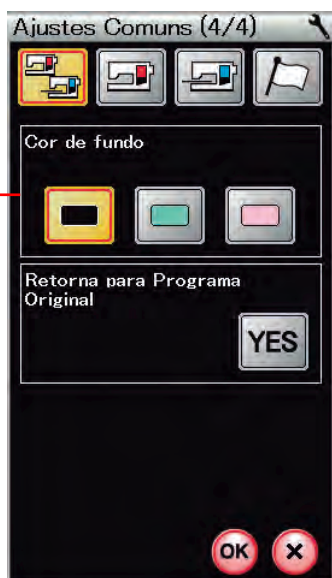 Ajustes Comuns (4/4)
Cor de fundo
Retorna para Programa
Original
YES
OK